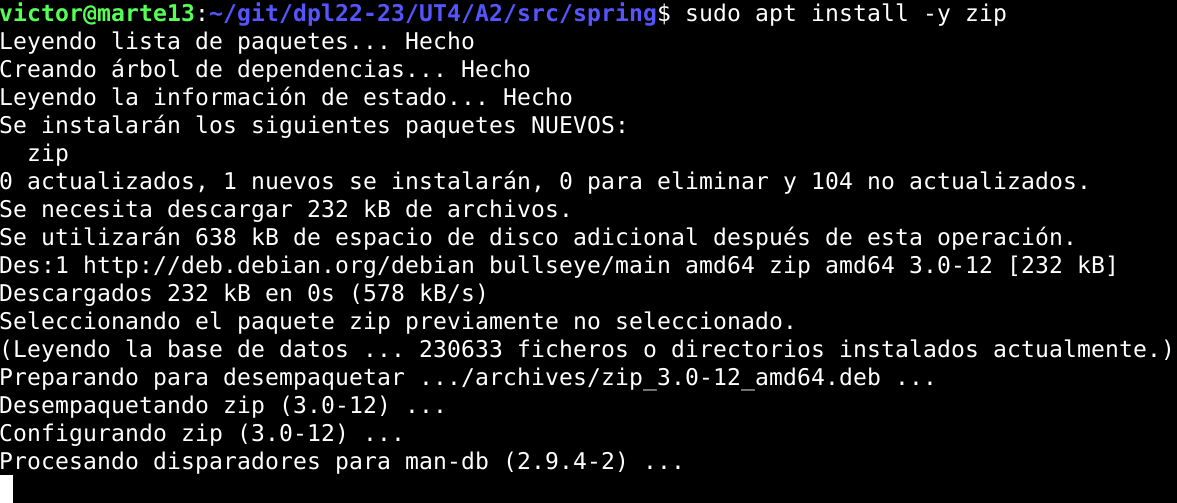 victor@marte13:~/git/dpl22-23/UT4/A2/src/spring$ sudo apt install -y zip
Leyendo lista de paquetes... Hecho
Creando árbol de dependencias... Hecho
Leyendo la información de estado... Hecho
Se instalarán los siguientes paquetes NUEVOS:
  zip
0 actualizados, 1 nuevos se instalarán, 0 para eliminar y 104 no actualizados.
Se necesita descargar 232 kB de archivos.
Se utilizarán 638 kB de espacio de disco adicional después de esta operación.
Des:1 http://deb.debian.org/debian bullseye/main amd64 zip amd64 3.0-12 [232 kB]
Descargados 232 kB en 0s (578 kB/s)
Seleccionando el paquete zip previamente no seleccionado.
(Leyendo la base de datos ... 230633 ficheros o directorios instalados actualmente.)
Preparando para desempaquetar .../archives/zip_3.0-12_amd64.deb ...
Desempaquetando zip (3.0-12) ...
Configurando zip (3.0-12) ...
Procesando disparadores para man-db (2.9.4-2) ...